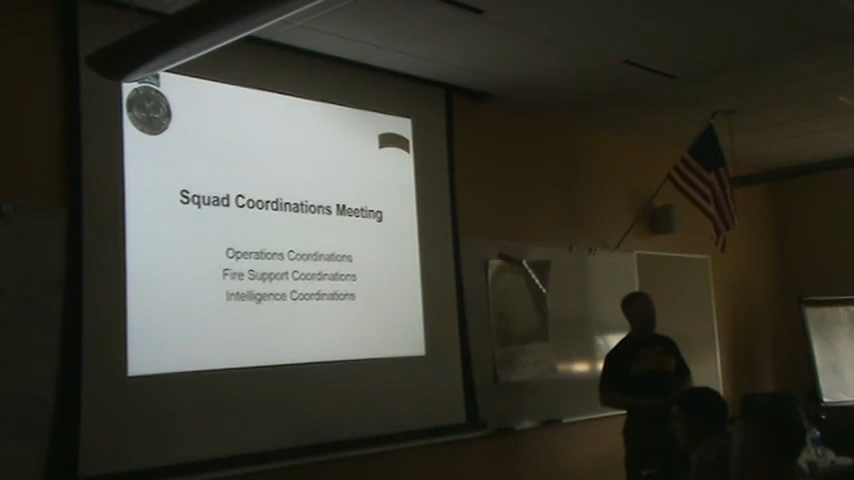 Squad Coordinations Meeting
Operations Coordinations
Fire Support Coordinations
Intelligence Coordinations